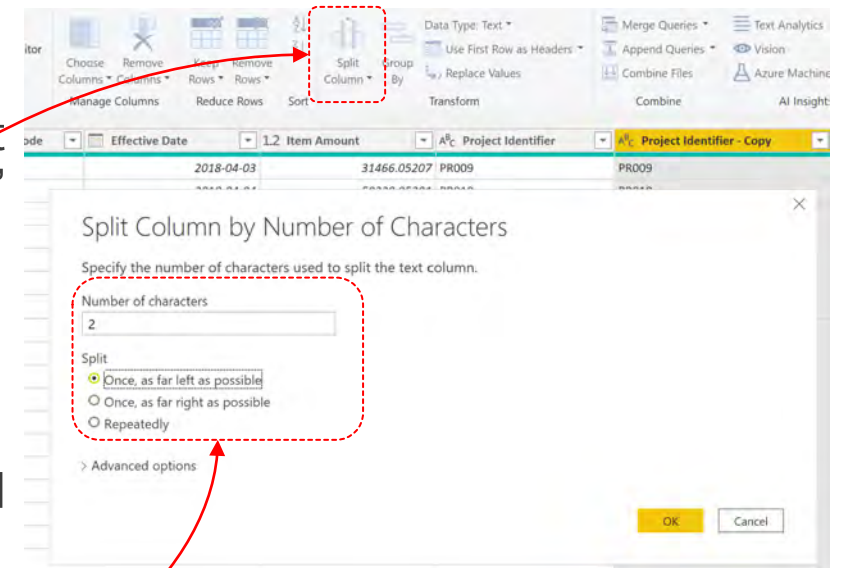 Data Type: Text
Merge Queries
Text Analytics
itor
Choose Remove Keep Remove Split Group Use First Row as Headers Append Queries Vision
Columns Columns Rows Rows Column By Replace Values Combine Files Azure Machine
Manage Columns Reduce Rows Sort Transform Combine AI Insight
ode Effective Date 1.2 Item Amount ABC Project Identifier ABC Project Identifier - Copy
2018-04-03 31466.05207 PR009 PR009
Split Column by Number of Characters
Specify the number of characters used to split the text column.
Number of characters
2
Split
Once, as far left as possible
Once, as far right as possible
Repeatedly
> Advanced options
OK Cancel